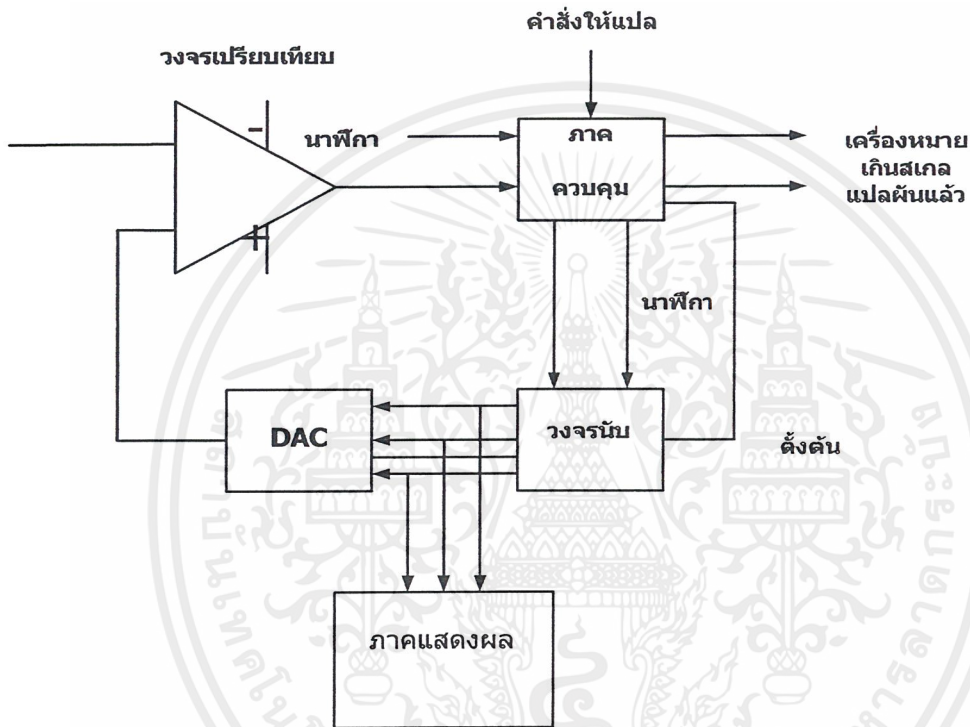 คำสั่งให้แปล
วงจรเปรียบเทียบ
นาฬิกา
ภาค
ควบคุม
เครื่องหมาย
เกินสเกล
แปลผันแล้ว
นาฬิกา
DAC
วงจรนับ
ตั้งต้น
ภาคแสดงผล